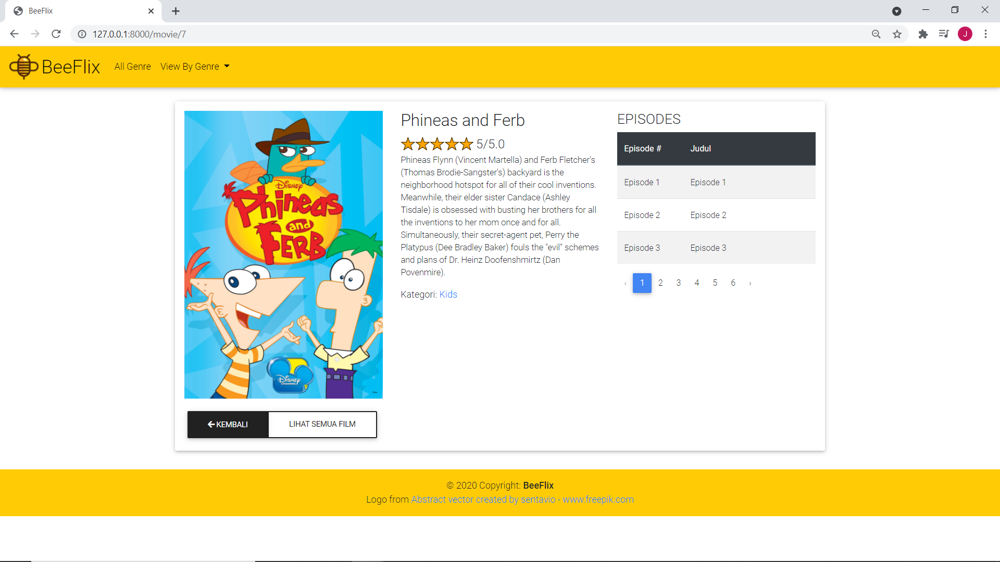 BeeFlix
127.0.0.1:8000/movie/7
J
BeeFlix
All Genre
View By Genre
Disney
Phineas
and
Ferb
Disney
CHANNEL
← KEMBALI
LIHAT SEMUA FILM
Phineas and Ferb
5/5.0
Phineas Flynn (Vincent Martella) and Ferb Fletcher's
(Thomas Brodie-Sangster's) backyard is the
neighborhood hotspot for all of their cool inventions.
Meanwhile, their elder sister Candace (Ashley
Tisdale) is obsessed with busting her brothers for all
the inventions to her mom once and for all.
Simultaneously, their secret-agent pet, Perry the
Platypus (Dee Bradley Baker) fouls the "evil" schemes
and plans of Dr. Heinz Doofenshmirtz (Dan
Povenmire).
Kategori: Kids
EPISODES
Episode # Judul
Episode 1 Episode 1
Episode 2 Episode 2
Episode 3 Episode 3
‹ 1 2 3 4 5 6 ›
© 2020 Copyright: BeeFlix
Logo from Abstract vector created by sentavio - www.freepik.com